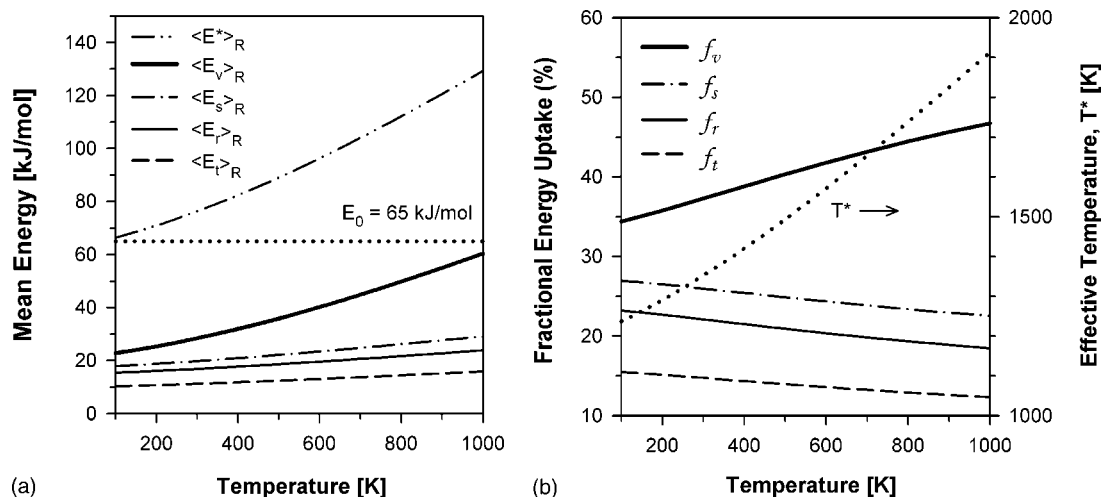 140
120
100
80
60
40
20
0
Mean Energy [kJ/mol]
<E*>R
<Ev>R
<Es>R
<Er>R
<Et>R
E0 = 65 kJ/mol
200 400 600 800 1000
Temperature [K]
(a)
60
50
40
30
20
10
Fractional Energy Uptake (%)
fv
fs
fr
ft
T* →
2000
1500
1000
Effective Temperature, T* [K]
200 400 600 800 1000
Temperature [K]
(b)